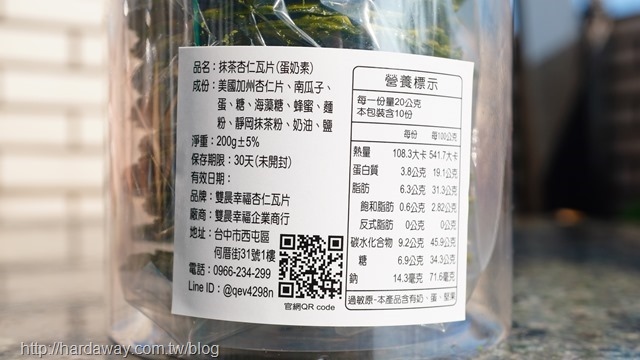 品名：抹茶杏仁瓦片(蛋奶素)
成份：美國加州杏仁片、南瓜子、
蛋、糖、海藻糖、蜂蜜、麵
粉、靜岡抹茶粉、奶油、鹽
淨重：200g±5%
保存期限：30天(未開封)
有效日期：
品牌：雙晨幸福杏仁瓦片
廠商：雙晨幸福企業商行
地址：台中市西屯區
何厝街31號1樓
電話：0966-234-299
Line ID：@qev4298n
官網QR code
營養標示
每一份量20公克
本包裝含10份
每份 每100公克
熱量 108.3大卡 541.7大卡
蛋白質 3.8公克 19.1公克
脂肪 6.3公克 31.3公克
飽和脂肪 0.6公克 2.82公克
反式脂肪 0公克 0公克
碳水化合物 9.2公克 45.9公克
糖 6.9公克 34.3公克
鈉 14.3毫克 71.6毫克
過敏原-本產品含有奶、蛋、堅果
http://hardaway.com.tw/blog